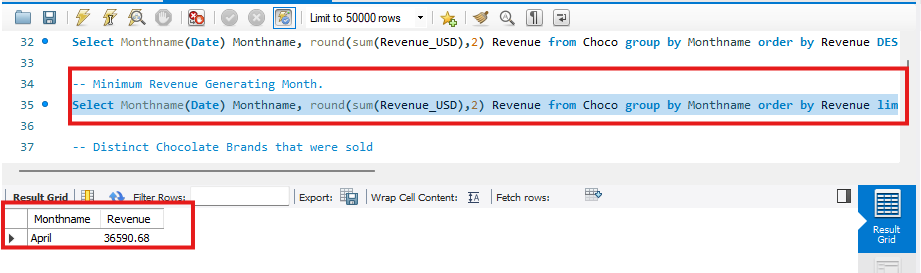 Limit to 50000 rows
32 Select Monthname(Date) Monthname, round(sum(Revenue_USD),2) Revenue from Choco group by Monthname order by Revenue DES
33
34 -- Minimum Revenue Generating Month.
35 Select Monthname(Date) Monthname, round(sum(Revenue_USD),2) Revenue from Choco group by Monthname order by Revenue lim
36
37 -- Distinct Chocolate Brands that were sold
Result Grid Filter Rows: Export: Wrap Cell Content: Fetch rows:
Monthname Revenue
April 36590.68
Result
Grid